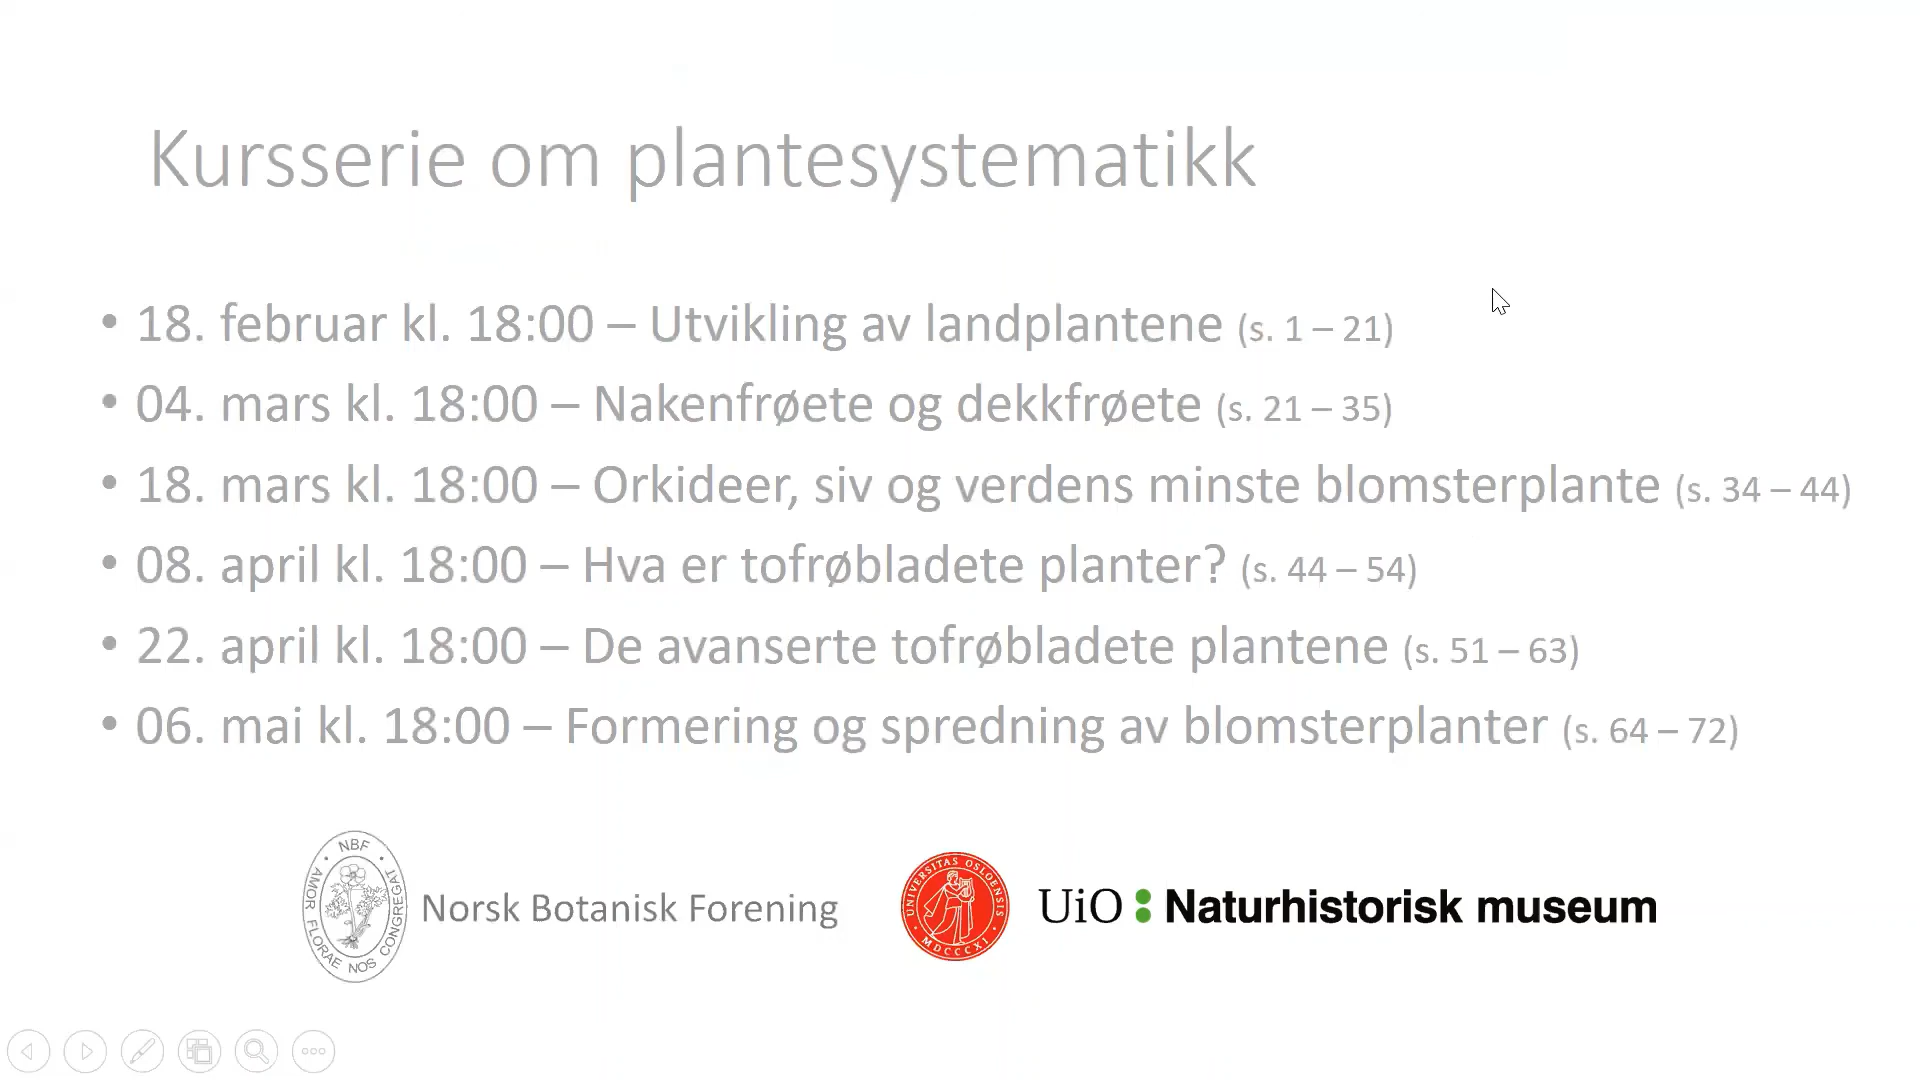 Kursserie om plantesystematikk
• 18. februar kl. 18:00 – Utvikling av landplantene (s. 1 – 21)
• 04. mars kl. 18:00 – Nakenfrøete og dekkfrøete (s. 21 – 35)
• 18. mars kl. 18:00 – Orkideer, siv og verdens minste blomsterplante (s. 34 – 44)
• 08. april kl. 18:00 – Hva er tofrøbladete planter? (s. 44 – 54)
• 22. april kl. 18:00 – De avanserte tofrøbladete plantene (s. 51 – 63)
• 06. mai kl. 18:00 – Formering og spredning av blomsterplanter (s. 64 – 72)
• NBF •
AMOR FLORAE NOS CONGREGAT
Norsk Botanisk Forening
UNIVERSITAS OSLOENSIS
• MDCCCXI •
UiO : Naturhistorisk museum